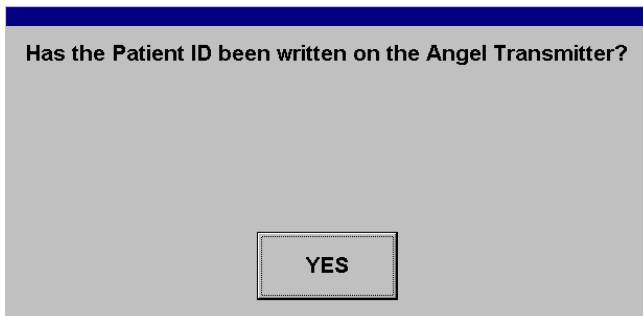 Has the Patient ID been written on the Angel Transmitter?
YES